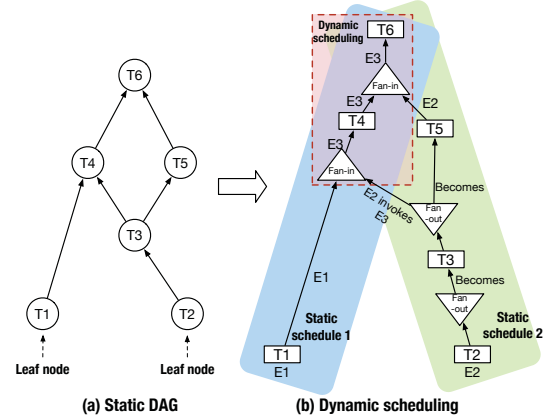 T6
T4
T5
T3
T1
T2
Leaf node
Leaf node
(a) Static DAG
Dynamic
scheduling
T6
E3
Fan-in
E3
E2
T4
T5
E3
Fan-in
Becomes
E2 invokes
E3
Fan
-out
T3
E1
Becomes
Fan
-out
Static
schedule 1
Static
schedule 2
T1
E1
T2
E2
(b) Dynamic scheduling